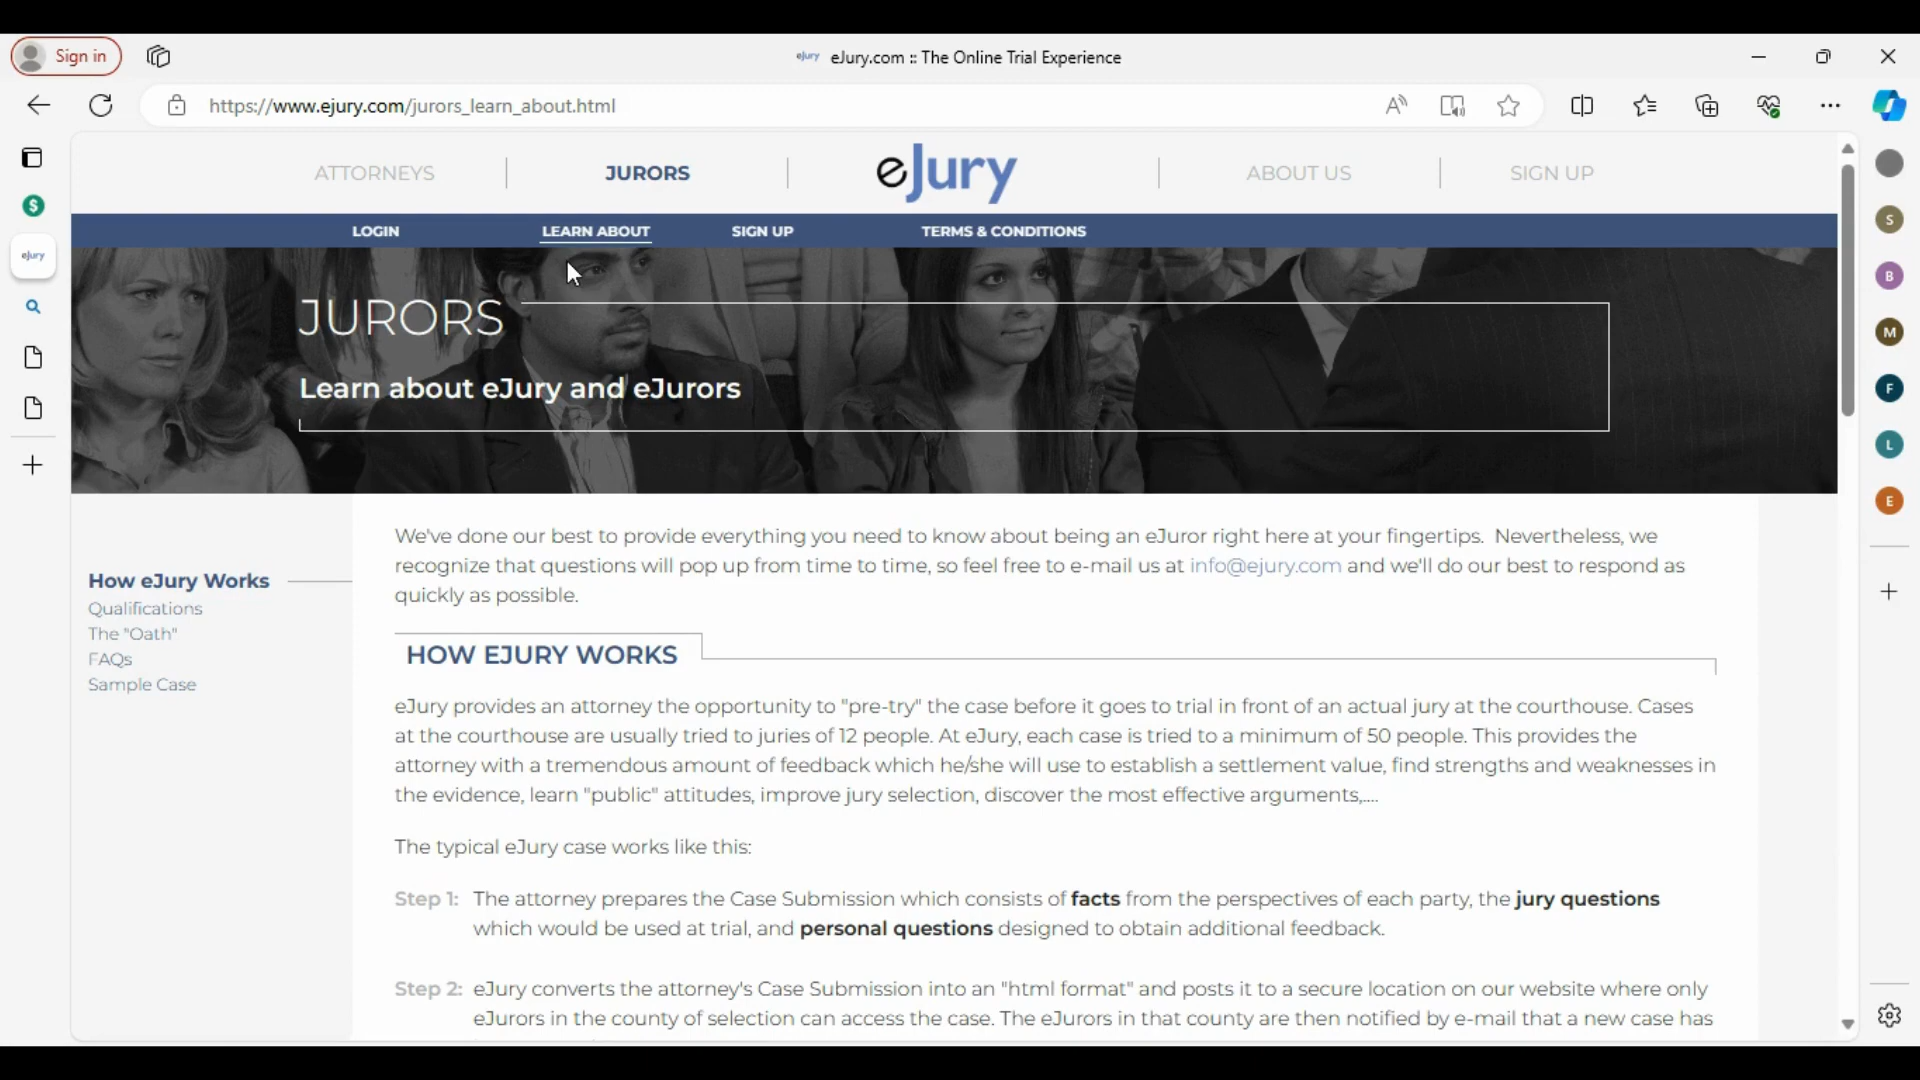 Sign in
eJury eJury.com :: The Online Trial Experience
https://www.ejury.com/jurors_learn_about.html
ATTORNEYS
JURORS
eJury
ABOUT US
SIGN UP
LOGIN
LEARN ABOUT
SIGN UP
TERMS & CONDITIONS
JURORS
Learn about eJury and eJurors
eJury
How eJury Works
Qualifications
The "Oath"
FAQs
Sample Case
We've done our best to provide everything you need to know about being an eJuror right here at your fingertips. Nevertheless, we
recognize that questions will pop up from time to time, so feel free to e-mail us at info@ejury.com and we'll do our best to respond as
quickly as possible.
HOW EJURY WORKS
eJury provides an attorney the opportunity to "pre-try" the case before it goes to trial in front of an actual jury at the courthouse. Cases
at the courthouse are usually tried to juries of 12 people. At eJury, each case is tried to a minimum of 50 people. This provides the
attorney with a tremendous amount of feedback which he/she will use to establish a settlement value, find strengths and weaknesses in
the evidence, learn "public" attitudes, improve jury selection, discover the most effective arguments,....
The typical eJury case works like this:
Step 1: The attorney prepares the Case Submission which consists of facts from the perspectives of each party, the jury questions
which would be used at trial, and personal questions designed to obtain additional feedback.
Step 2: eJury converts the attorney's Case Submission into an "html format" and posts it to a secure location on our website where only
eJurors in the county of selection can access the case. The eJurors in that county are then notified by e-mail that a new case has
S
B
M
F
L
E